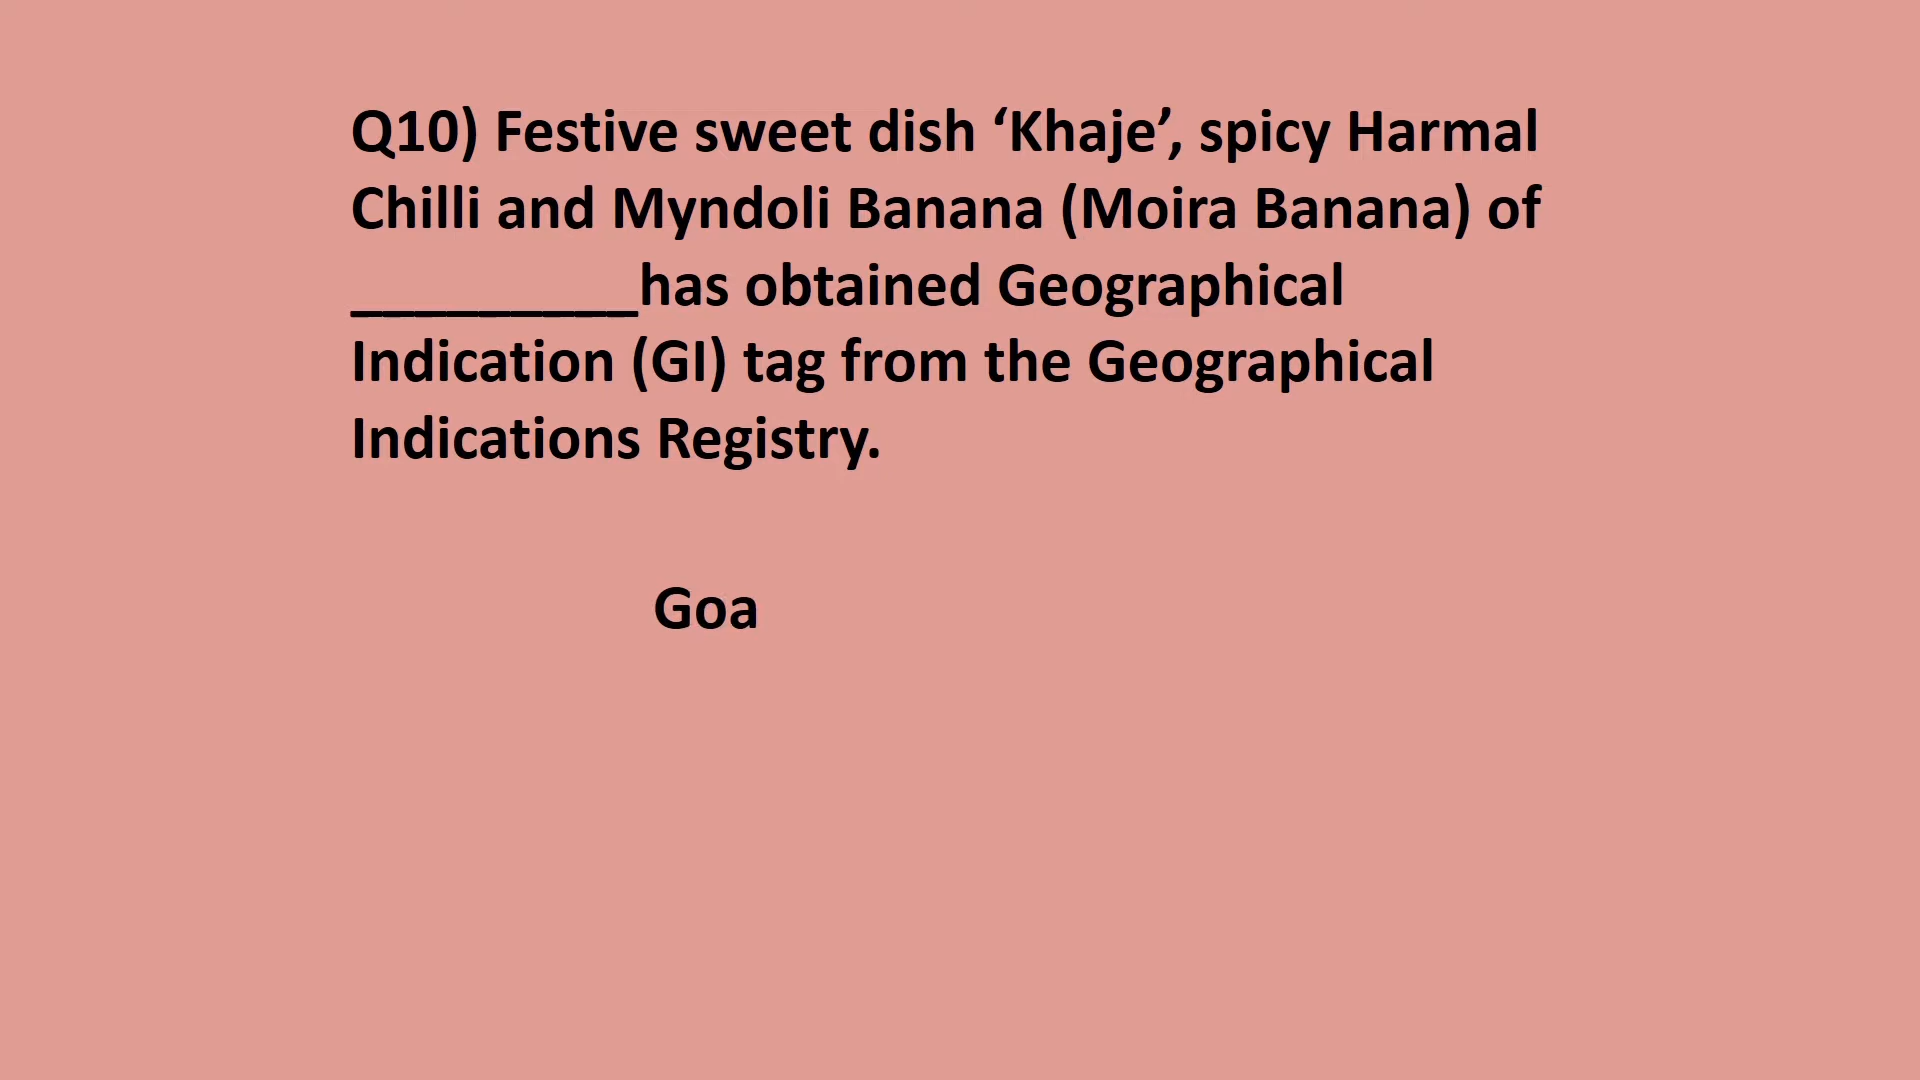 Q10) Festive sweet dish ‘Khaje’, spicy Harmal
Chilli and Myndoli Banana (Moira Banana) of
_________has obtained Geographical
Indication (GI) tag from the Geographical
Indications Registry.
Goa